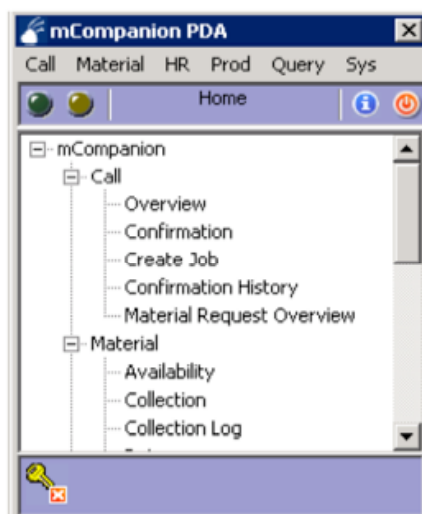 mCompanion PDA
Call Material HR Prod Query Sys
Home
mCompanion
Call
Overview
Confirmation
Create Job
Confirmation History
Material Request Overview
Material
Availability
Collection
Collection Log